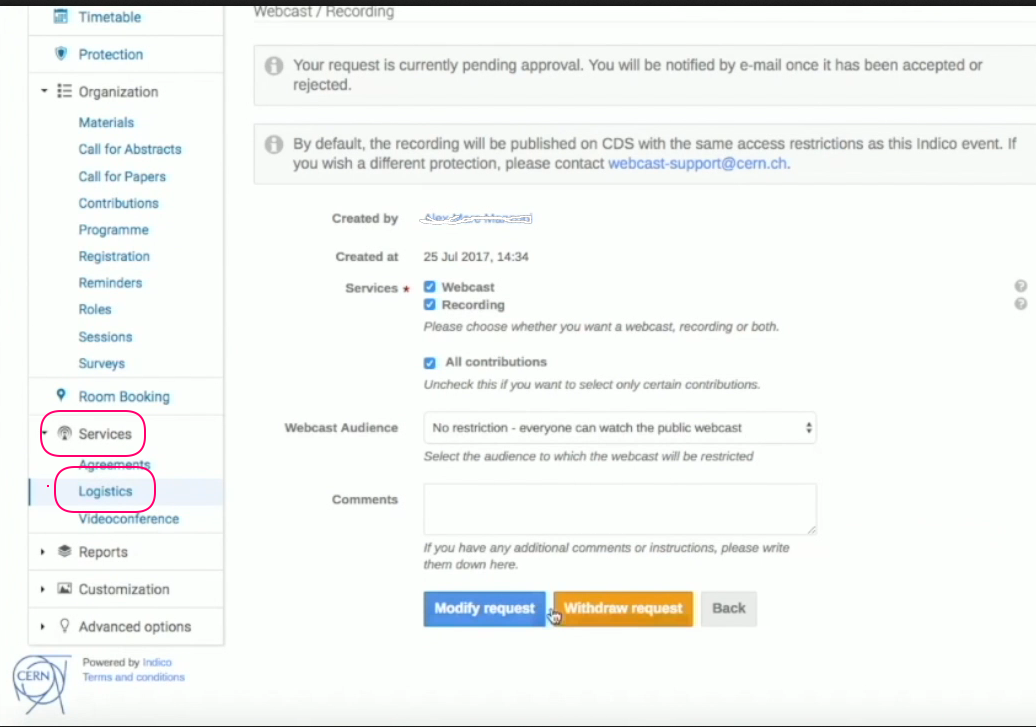 Timetable
Protection
Organization
Materials
Call for Abstracts
Call for Papers
Contributions
Programme
Registration
Reminders
Roles
Sessions
Surveys
Room Booking
Services
Agreements
Logistics
Videoconference
Reports
Customization
Advanced options
CERN
Powered by Indico
Terms and conditions
Webcast / Recording
Your request is currently pending approval. You will be notified by e-mail once it has been accepted or
rejected.
By default, the recording will be published on CDS with the same access restrictions as this Indico event. If
you wish a different protection, please contact webcast-support@cern.ch.
Created by
Created at 25 Jul 2017, 14:34
Services * Webcast
Recording
Please choose whether you want a webcast, recording or both.
All contributions
Uncheck this if you want to select only certain contributions.
Webcast Audience No restriction - everyone can watch the public webcast
Select the audience to which the webcast will be restricted
Comments
If you have any additional comments or instructions, please write
them down here.
Modify request Withdraw request Back